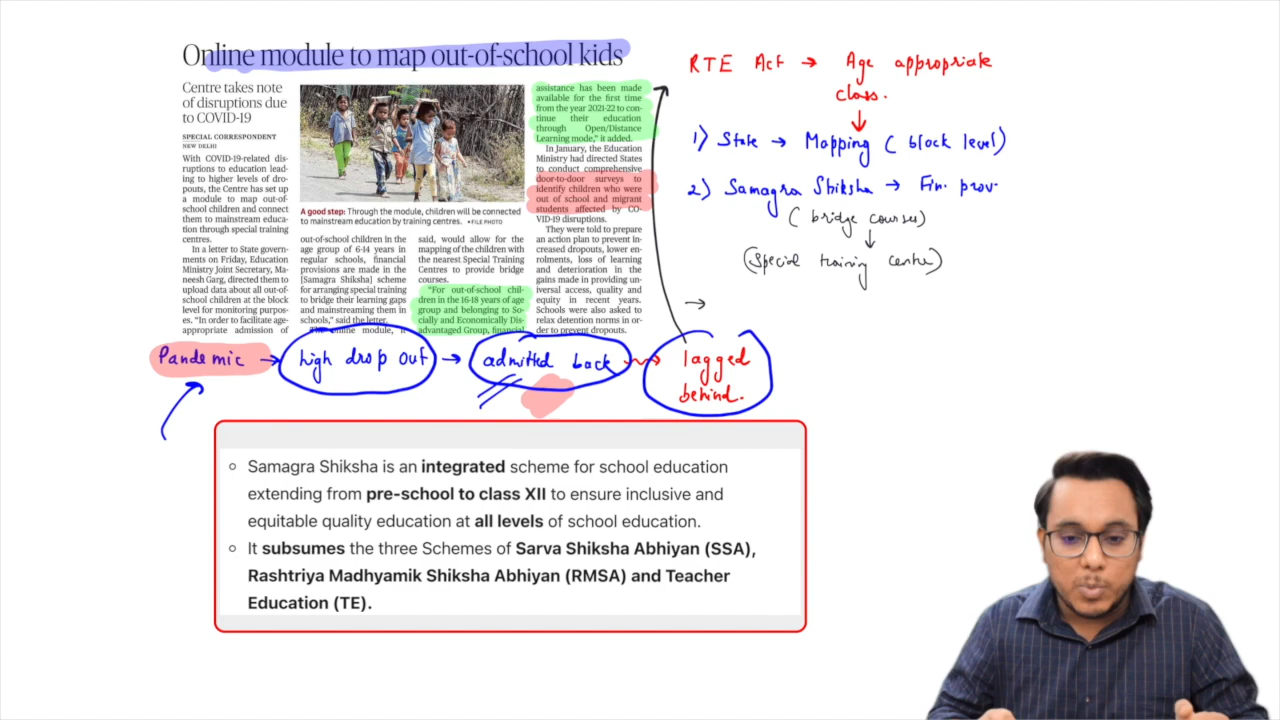 Online module to map out-of-school kids
Centre takes note
of disruptions due
to COVID-19
SPECIAL CORRESPONDENT
NEW DELHI
With COVID-19-related dis-
ruptions to education lead-
ing to higher levels of dro-
pouts, the Centre has set up
a module to map out-of-
school children and connect
them to mainstream educa-
tion through special training
centres.
In a letter to State govern-
ments on Friday, Education
Ministry Joint Secretary, Ma-
neesh Garg, directed them to
upload data about all out-of-
school children at the block
level for monitoring purpos-
es. “In order to facilitate age-
appropriate admission of
A good step: Through the module, children will be connected
to mainstream education by training centres. •FILE PHOTO
out-of-school children in the
age group of 6-14 years in
regular schools, financial
provisions are made in the
[Samagra Shiksha] scheme
for arranging special training
to bridge their learning gaps
and mainstreaming them in
schools,” said the letter.
The online module, it
said, would allow for the
mapping of the children with
the nearest Special Training
Centres to provide bridge
courses.
“For out-of-school chil-
dren in the 16-18 years of age
group and belonging to So-
cially and Economically Dis-
advantaged Group, financial
assistance has been made
available for the first time
from the year 2021-22 to con-
tinue their education
through Open/Distance
Learning mode,” it added.
In January, the Education
Ministry had directed States
to conduct comprehensive
door-to-door surveys to
identify children who were
out of school and migrant
students affected by CO-
VID-19 disruptions.
They were told to prepare
an action plan to prevent in-
creased dropouts, lower en-
rolments, loss of learning
and deterioration in the
gains made in providing uni-
versal access, quality and
equity in recent years.
Schools were also asked to
relax detention norms in or-
der to prevent dropouts.
RTE Act → Age appropriate
class.
1) State → Mapping (block level)
2) Samagra Shiksha → Fin. prov-
(bridge courses)
(Special training centre)
→
Pandemic → high drop out → admitted back → lagged
behind.
Samagra Shiksha is an integrated scheme for school education
extending from pre-school to class XII to ensure inclusive and
equitable quality education at all levels of school education.
It subsumes the three Schemes of Sarva Shiksha Abhiyan (SSA),
Rashtriya Madhyamik Shiksha Abhiyan (RMSA) and Teacher
Education (TE).